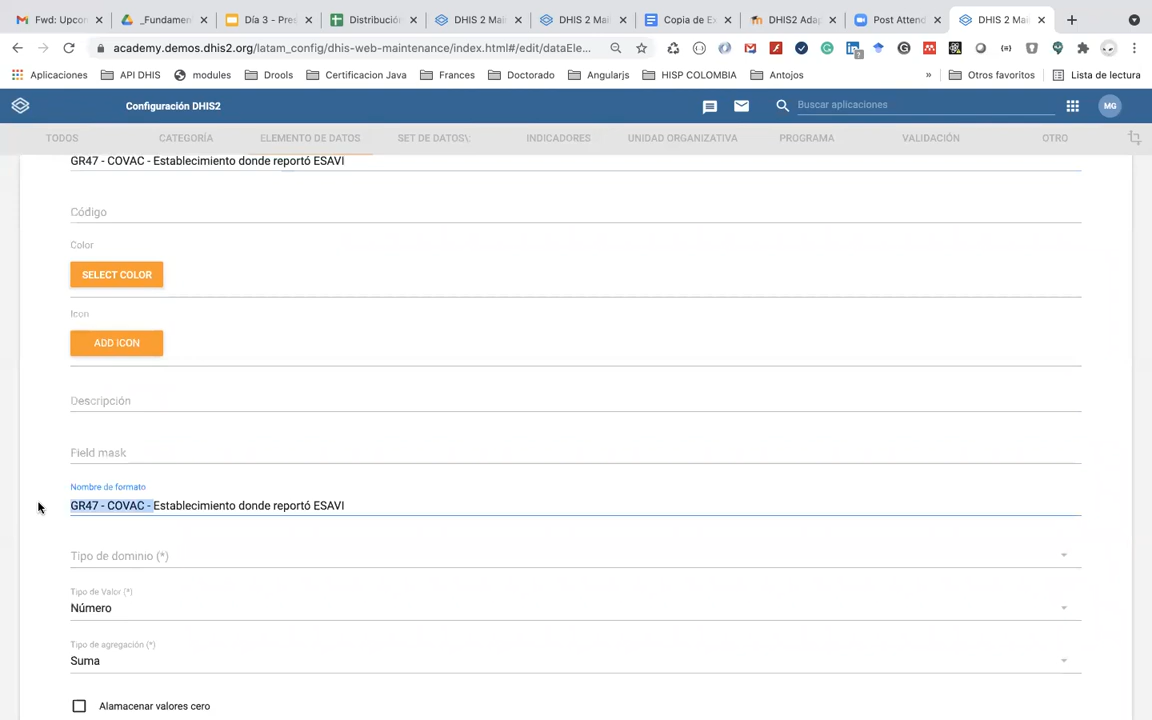 Fwd: Upcon
_Fundamen
Día 3 - Pres
Distribución
DHIS 2 Mai
DHIS 2 Mai
Copia de Ej
DHIS2 Adap
Post Attend
DHIS 2 Mai
academy.demos.dhis2.org/latam_config/dhis-web-maintenance/index.html#/edit/dataEle...
Aplicaciones API DHIS modules Drools Certificacion Java Frances Doctorado Angularjs HISP COLOMBIA Antojos » Otros favoritos Lista de lectura
Configuración DHIS2 Buscar aplicaciones MG
TODOS CATEGORÍA ELEMENTO DE DATOS SET DE DATOS\; INDICADORES UNIDAD ORGANIZATIVA PROGRAMA VALIDACIÓN OTRO
GR47 - COVAC - Establecimiento donde reportó ESAVI
Código
Color
SELECT COLOR
Icon
ADD ICON
Descripción
Field mask
Nombre de formato
GR47 - COVAC - Establecimiento donde reportó ESAVI
Tipo de dominio (*)
Tipo de Valor (*)
Número
Tipo de agregación (*)
Suma
Alamacenar valores cero